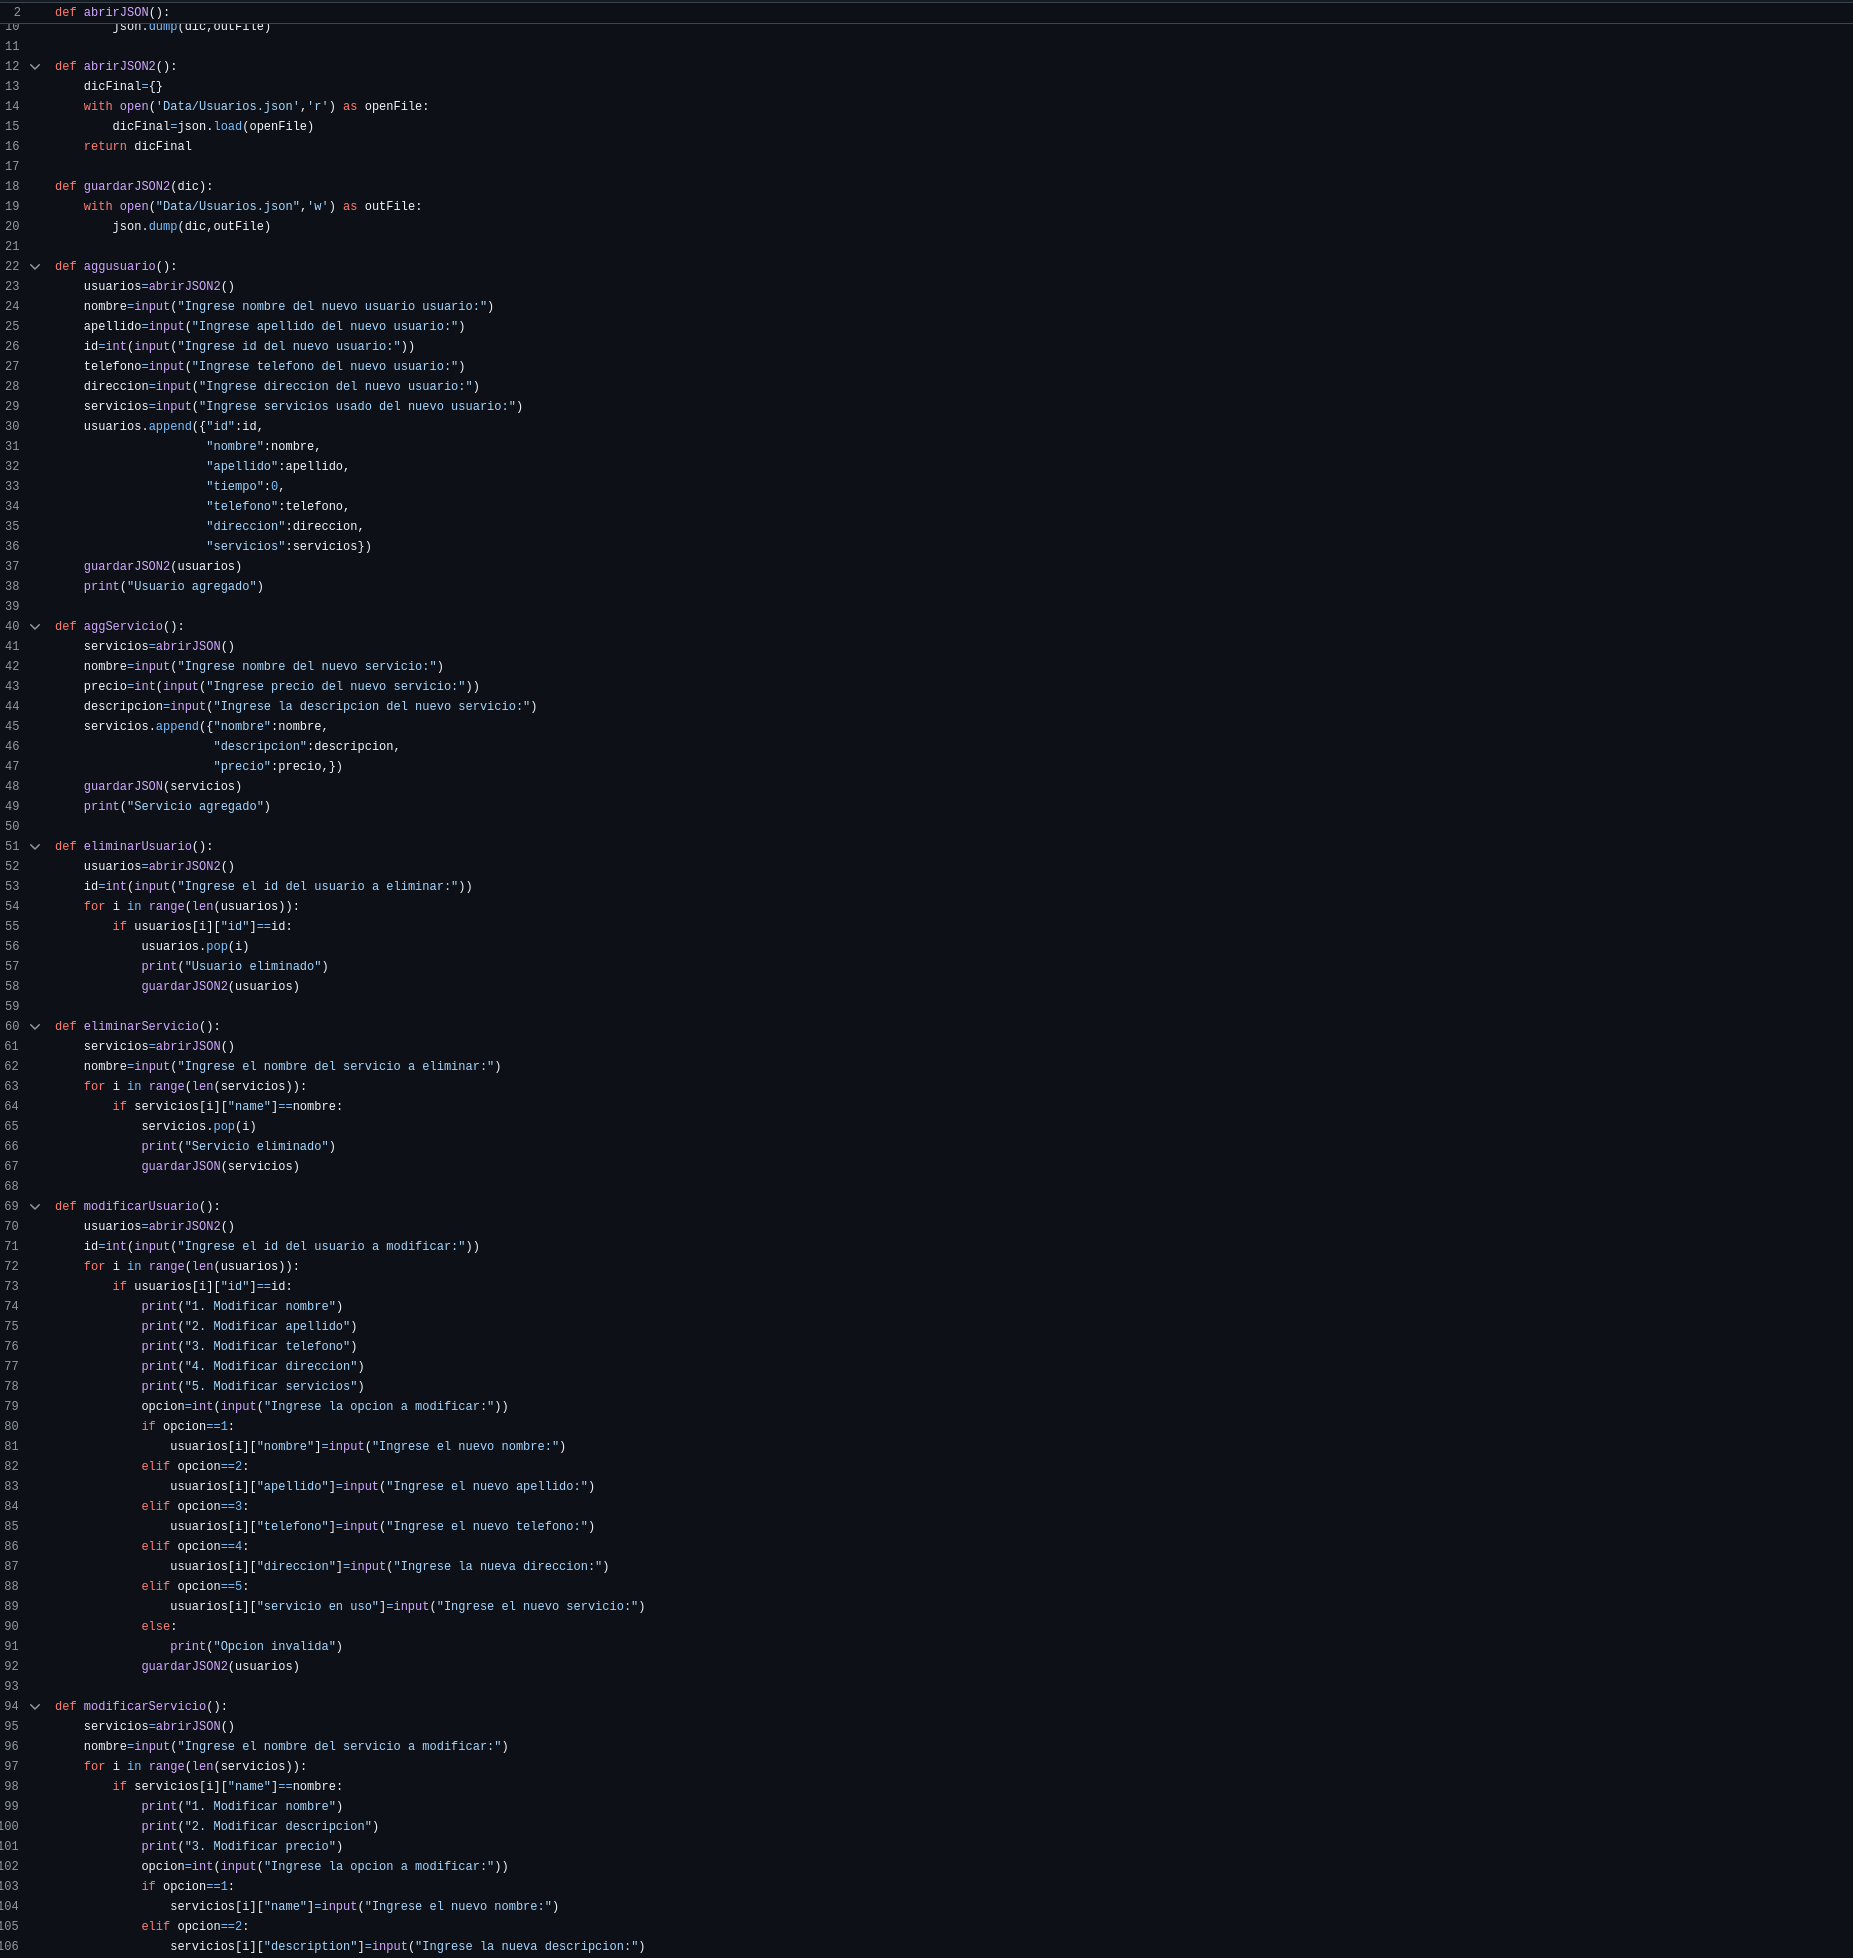 2 def abrirJSON():
10 json.dump(dic,outFile)
11
12 def abrirJSON2():
13     dicFinal={}
14     with open('Data/Usuarios.json','r') as openFile:
15         dicFinal=json.load(openFile)
16     return dicFinal
17
18 def guardarJSON2(dic):
19     with open("Data/Usuarios.json",'w') as outFile:
20         json.dump(dic,outFile)
21
22 def aggusuario():
23     usuarios=abrirJSON2()
24     nombre=input("Ingrese nombre del nuevo usuario usuario:")
25     apellido=input("Ingrese apellido del nuevo usuario:")
26     id=int(input("Ingrese id del nuevo usuario:"))
27     telefono=input("Ingrese telefono del nuevo usuario:")
28     direccion=input("Ingrese direccion del nuevo usuario:")
29     servicios=input("Ingrese servicios usado del nuevo usuario:")
30     usuarios.append({"id":id,
31                      "nombre":nombre,
32                      "apellido":apellido,
33                      "tiempo":0,
34                      "telefono":telefono,
35                      "direccion":direccion,
36                      "servicios":servicios})
37     guardarJSON2(usuarios)
38     print("Usuario agregado")
39
40 def aggServicio():
41     servicios=abrirJSON()
42     nombre=input("Ingrese nombre del nuevo servicio:")
43     precio=int(input("Ingrese precio del nuevo servicio:"))
44     descripcion=input("Ingrese la descripcion del nuevo servicio:")
45     servicios.append({"nombre":nombre,
46                       "descripcion":descripcion,
47                       "precio":precio,})
48     guardarJSON(servicios)
49     print("Servicio agregado")
50
51 def eliminarUsuario():
52     usuarios=abrirJSON2()
53     id=int(input("Ingrese el id del usuario a eliminar:"))
54     for i in range(len(usuarios)):
55         if usuarios[i]["id"]==id:
56             usuarios.pop(i)
57             print("Usuario eliminado")
58             guardarJSON2(usuarios)
59
60 def eliminarServicio():
61     servicios=abrirJSON()
62     nombre=input("Ingrese el nombre del servicio a eliminar:")
63     for i in range(len(servicios)):
64         if servicios[i]["name"]==nombre:
65             servicios.pop(i)
66             print("Servicio eliminado")
67             guardarJSON(servicios)
68
69 def modificarUsuario():
70     usuarios=abrirJSON2()
71     id=int(input("Ingrese el id del usuario a modificar:"))
72     for i in range(len(usuarios)):
73         if usuarios[i]["id"]==id:
74             print("1. Modificar nombre")
75             print("2. Modificar apellido")
76             print("3. Modificar telefono")
77             print("4. Modificar direccion")
78             print("5. Modificar servicios")
79             opcion=int(input("Ingrese la opcion a modificar:"))
80             if opcion==1:
81                 usuarios[i]["nombre"]=input("Ingrese el nuevo nombre:")
82             elif opcion==2:
83                 usuarios[i]["apellido"]=input("Ingrese el nuevo apellido:")
84             elif opcion==3:
85                 usuarios[i]["telefono"]=input("Ingrese el nuevo telefono:")
86             elif opcion==4:
87                 usuarios[i]["direccion"]=input("Ingrese la nueva direccion:")
88             elif opcion==5:
89                 usuarios[i]["servicio en uso"]=input("Ingrese el nuevo servicio:")
90             else:
91                 print("Opcion invalida")
92             guardarJSON2(usuarios)
93
94 def modificarServicio():
95     servicios=abrirJSON()
96     nombre=input("Ingrese el nombre del servicio a modificar:")
97     for i in range(len(servicios)):
98         if servicios[i]["name"]==nombre:
99             print("1. Modificar nombre")
100             print("2. Modificar descripcion")
101             print("3. Modificar precio")
102             opcion=int(input("Ingrese la opcion a modificar:"))
103             if opcion==1:
104                 servicios[i]["name"]=input("Ingrese el nuevo nombre:")
105             elif opcion==2:
106                 servicios[i]["description"]=input("Ingrese la nueva descripcion:")